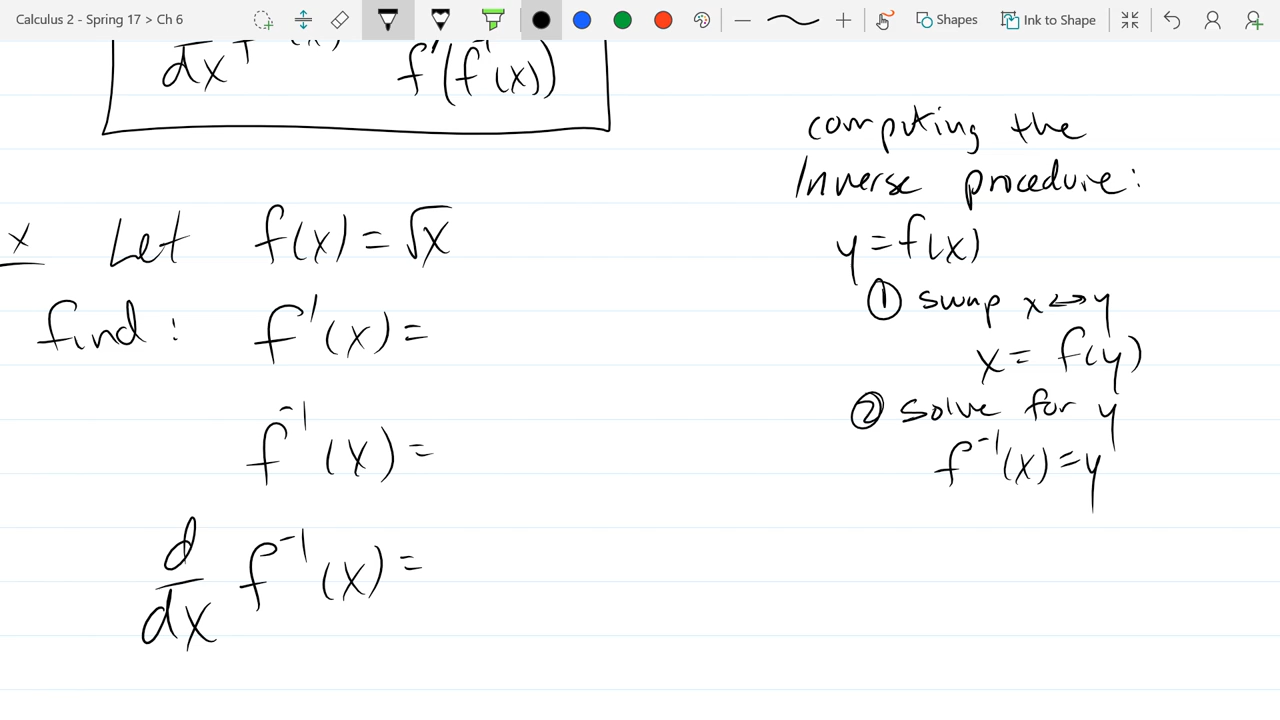 Calculus 2 - Spring 17 > Ch 6
Shapes
Ink to Shape
dx f'(f⁻¹(x))
x Let f(x) = √x
find: f'(x) =
f⁻¹(x) =
d/dx f⁻¹(x) =
computing the
Inverse procedure:
y = f(x)
① swap x ↔ y
x = f(y)
② solve for y
f⁻¹(x) = y